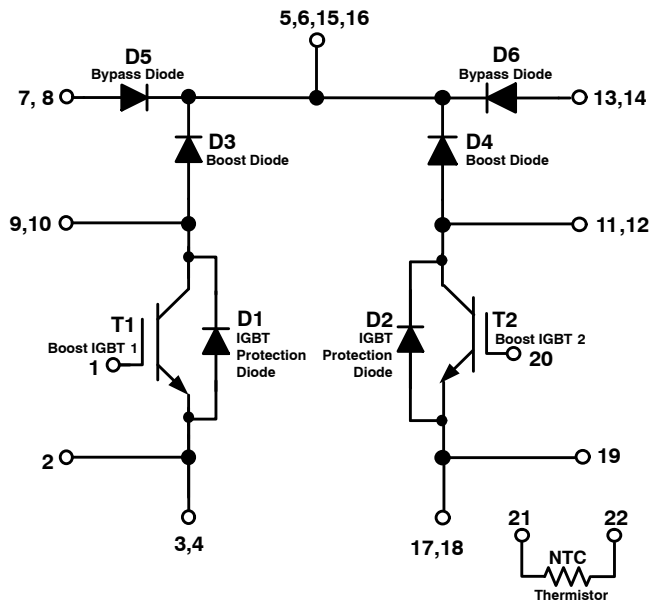 5,6,15,16
D5
Bypass Diode
D6
Bypass Diode
7, 8
13,14
D3
Boost Diode
D4
Boost Diode
9,10
11,12
T1
Boost IGBT 1
1
D1
IGBT
Protection
Diode
D2
IGBT
Protection
Diode
T2
Boost IGBT 2
20
2
19
3,4
17,18
21
22
NTC
Thermistor